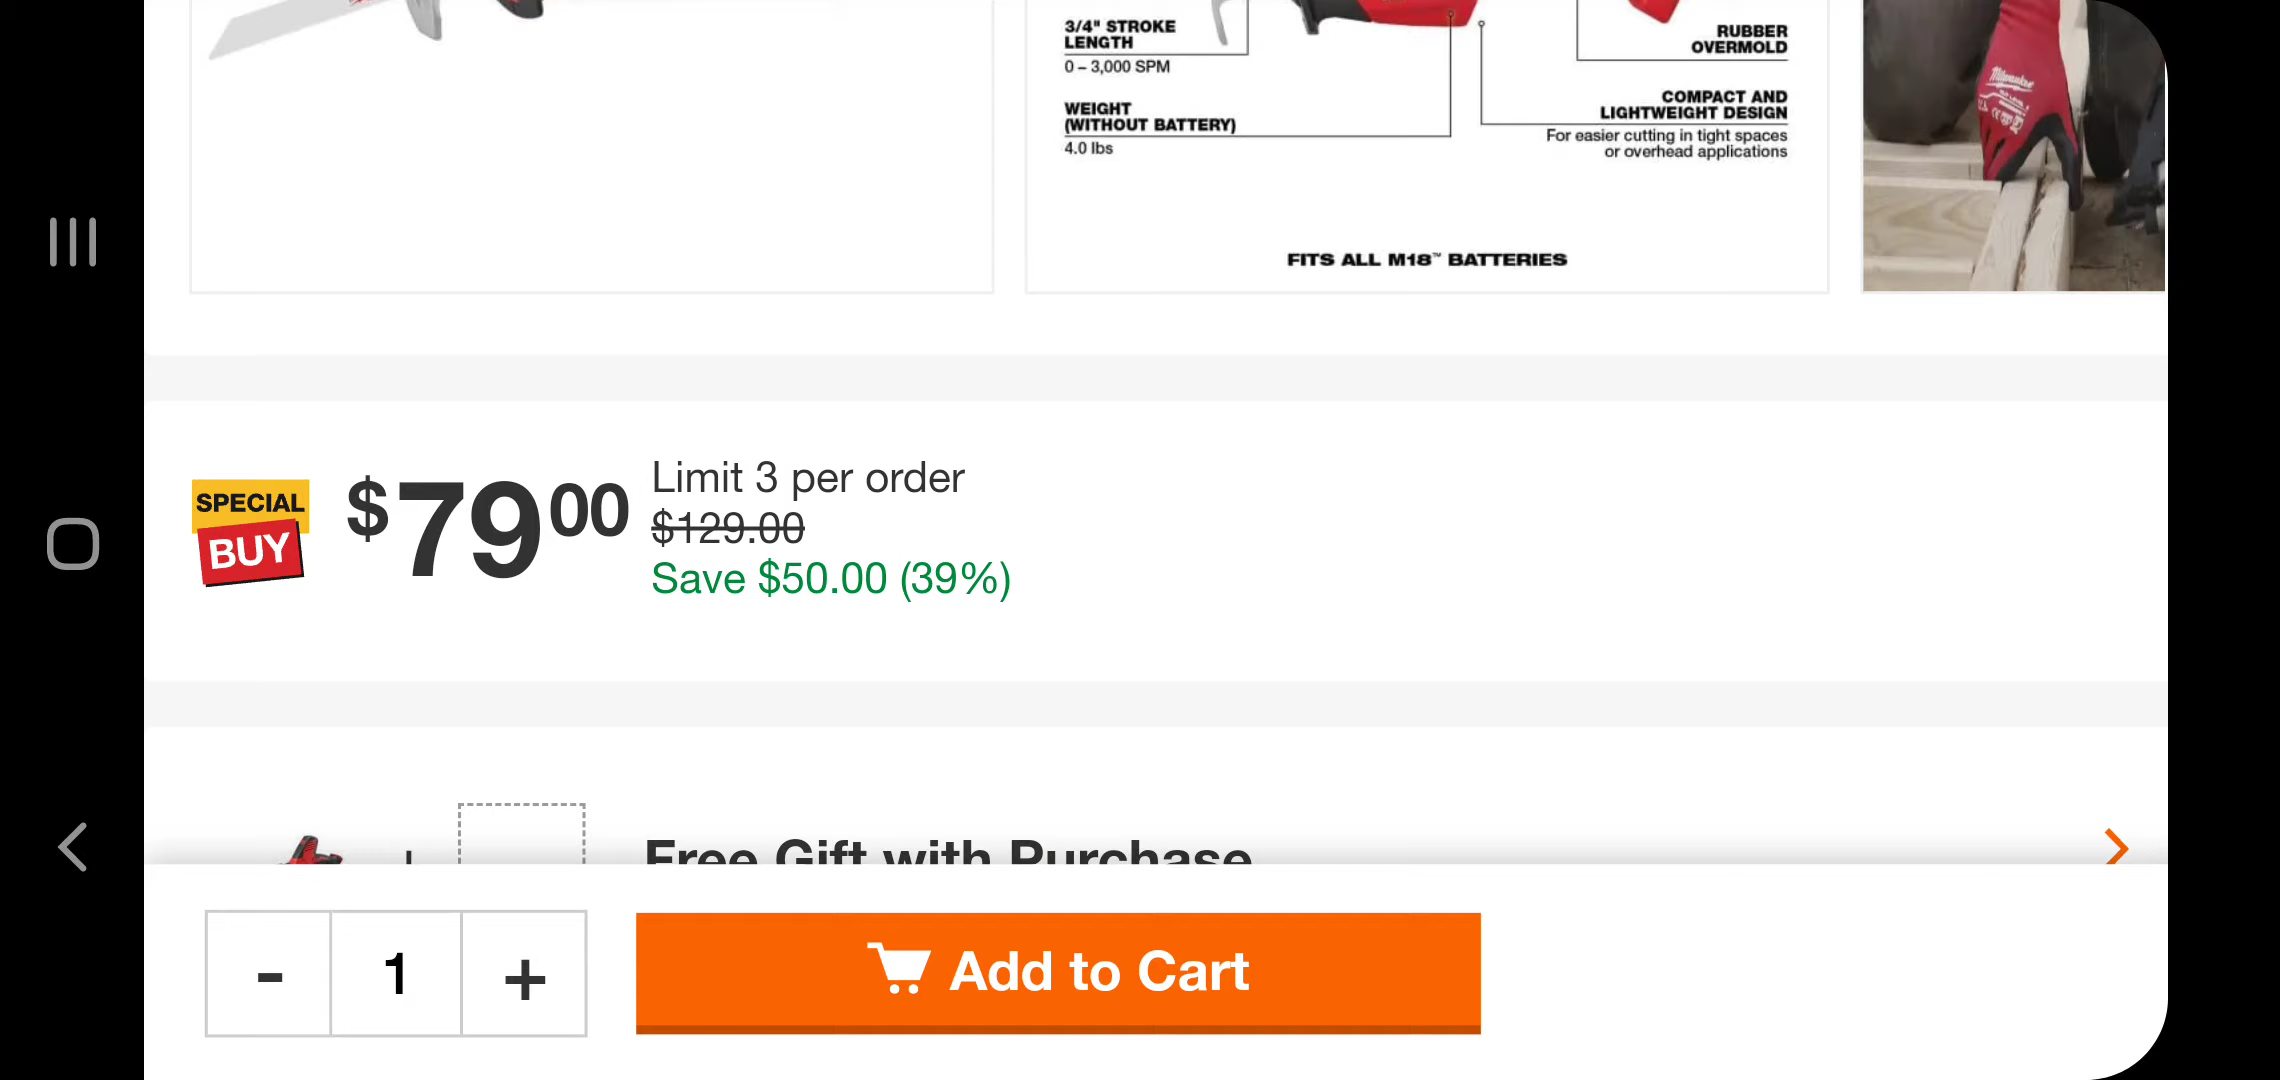 3/4" STROKE
LENGTH
0 – 3,000 SPM
WEIGHT
(WITHOUT BATTERY)
4.0 lbs
RUBBER
OVERMOLD
COMPACT AND
LIGHTWEIGHT DESIGN
For easier cutting in tight spaces
or overhead applications
FITS ALL M18™ BATTERIES
Milwaukee
SPECIAL
BUY
$7900
Limit 3 per order
$129.00
Save $50.00 (39%)
Free Gift with Purchase
- 1 +
Add to Cart